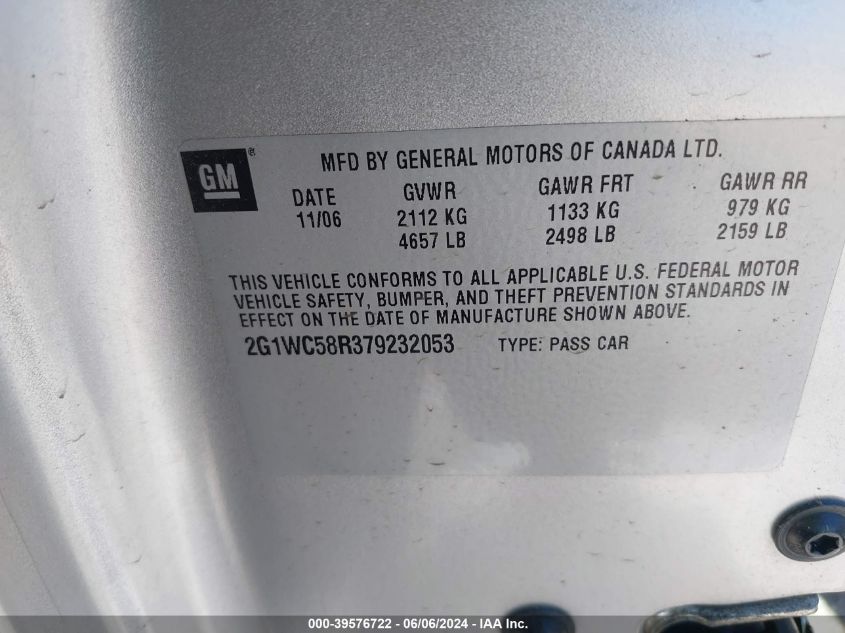 GM®
MFD BY GENERAL MOTORS OF CANADA LTD.
DATE GVWR GAWR FRT GAWR RR
11/06 2112 KG 1133 KG 979 KG
4657 LB 2498 LB 2159 LB
THIS VEHICLE CONFORMS TO ALL APPLICABLE U.S. FEDERAL MOTOR
VEHICLE SAFETY, BUMPER, AND THEFT PREVENTION STANDARDS IN
EFFECT ON THE DATE OF MANUFACTURE SHOWN ABOVE.
2G1WC58R379232053 TYPE: PASS CAR
000-39576722 - 06/06/2024 - IAA Inc.